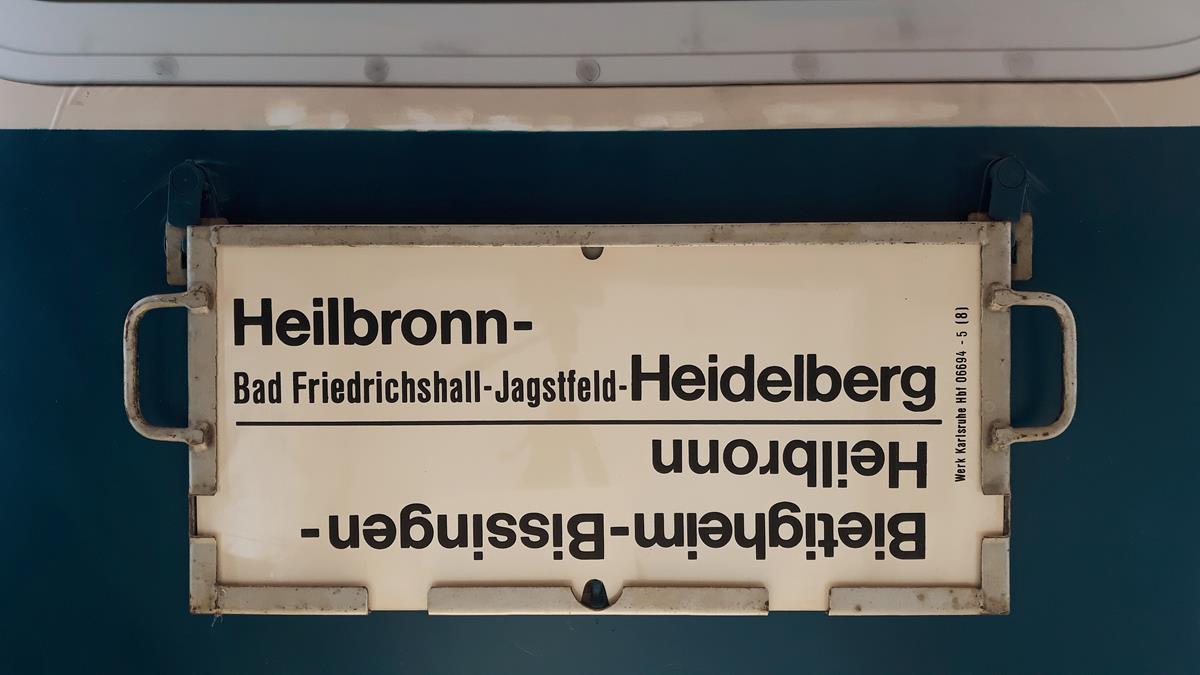 Heilbronn-
Bad Friedrichshall-Jagstfeld-Heidelberg
Bietigheim-Bissingen-
Heilbronn
Werk Karlsruhe Hbf 06694 - 5 (8)